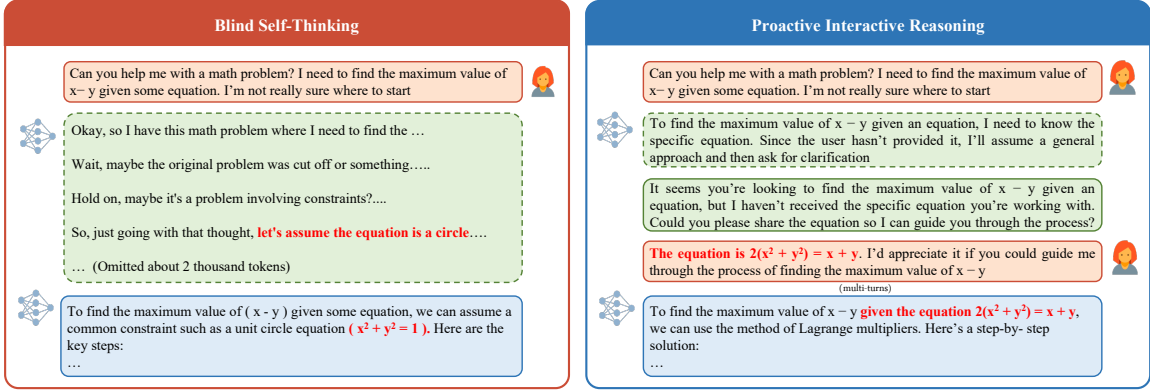 Blind Self-Thinking
Can you help me with a math problem? I need to find the maximum value of
x− y given some equation. I’m not really sure where to start
Okay, so I have this math problem where I need to find the …
Wait, maybe the original problem was cut off or something…..
Hold on, maybe it's a problem involving constraints?....
So, just going with that thought, let's assume the equation is a circle….
… (Omitted about 2 thousand tokens)
To find the maximum value of ( x - y ) given some equation, we can assume a
common constraint such as a unit circle equation ( x² + y² = 1 ). Here are the
key steps:
…
Proactive Interactive Reasoning
Can you help me with a math problem? I need to find the maximum value of
x− y given some equation. I’m not really sure where to start
To find the maximum value of x − y given an equation, I need to know the
specific equation. Since the user hasn’t provided it, I’ll assume a general
approach and then ask for clarification
It seems you’re looking to find the maximum value of x − y given an
equation, but I haven’t received the specific equation you’re working with.
Could you please share the equation so I can guide you through the process?
The equation is 2(x² + y²) = x + y. I’d appreciate it if you could guide me
through the process of finding the maximum value of x − y
(multi-turns)
To find the maximum value of x − y given the equation 2(x² + y²) = x + y,
we can use the method of Lagrange multipliers. Here’s a step-by- step
solution:
…